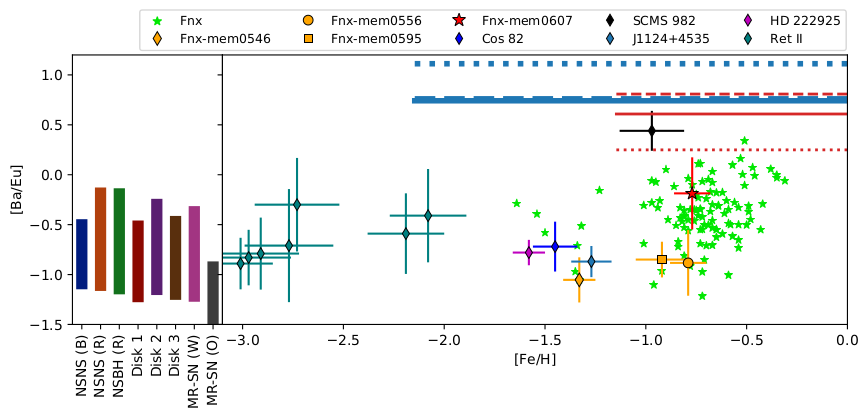 Fnx
Fnx-mem0556
Fnx-mem0607
SCMS 982
HD 222925
Fnx-mem0546
Fnx-mem0595
Cos 82
J1124+4535
Ret II
[Ba/Eu]
1.0
0.5
0.0
−0.5
−1.0
−1.5
NSNS (B)
NSNS (R)
NSBH (R)
Disk 1
Disk 2
Disk 3
MR-SN (W)
MR-SN (O)
−3.0
−2.5
−2.0
−1.5
−1.0
−0.5
0.0
[Fe/H]